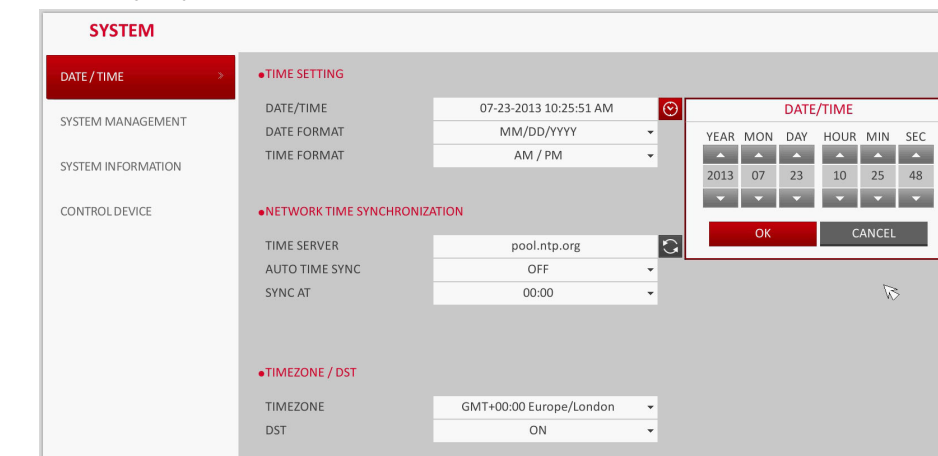 SYSTEM
DATE / TIME
SYSTEM MANAGEMENT
SYSTEM INFORMATION
CONTROL DEVICE
TIME SETTING
DATE/TIME 07-23-2013 10:25:51 AM
DATE FORMAT MM/DD/YYYY
TIME FORMAT AM / PM
NETWORK TIME SYNCHRONIZATION
TIME SERVER pool.ntp.org
AUTO TIME SYNC OFF
SYNC AT 00:00
TIMEZONE / DST
TIMEZONE GMT+00:00 Europe/London
DST ON
DATE/TIME
YEAR MON DAY HOUR MIN SEC
2013 07 23 10 25 48
OK CANCEL